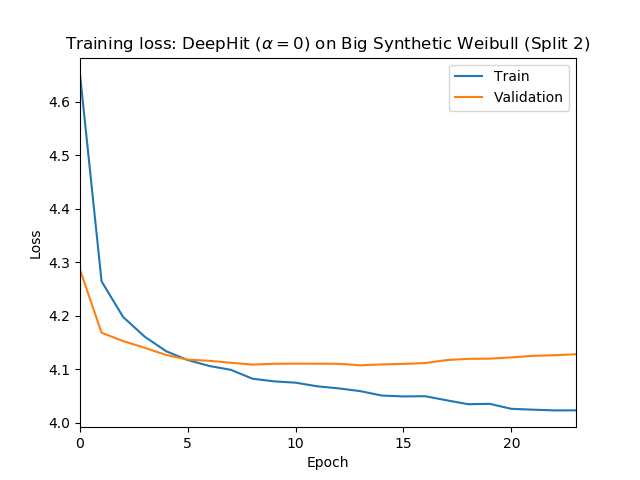 Training loss: DeepHit (α = 0) on Big Synthetic Weibull (Split 2)
Train
Validation
Loss
4.6
4.5
4.4
4.3
4.2
4.1
4.0
0
5
10
15
20
Epoch